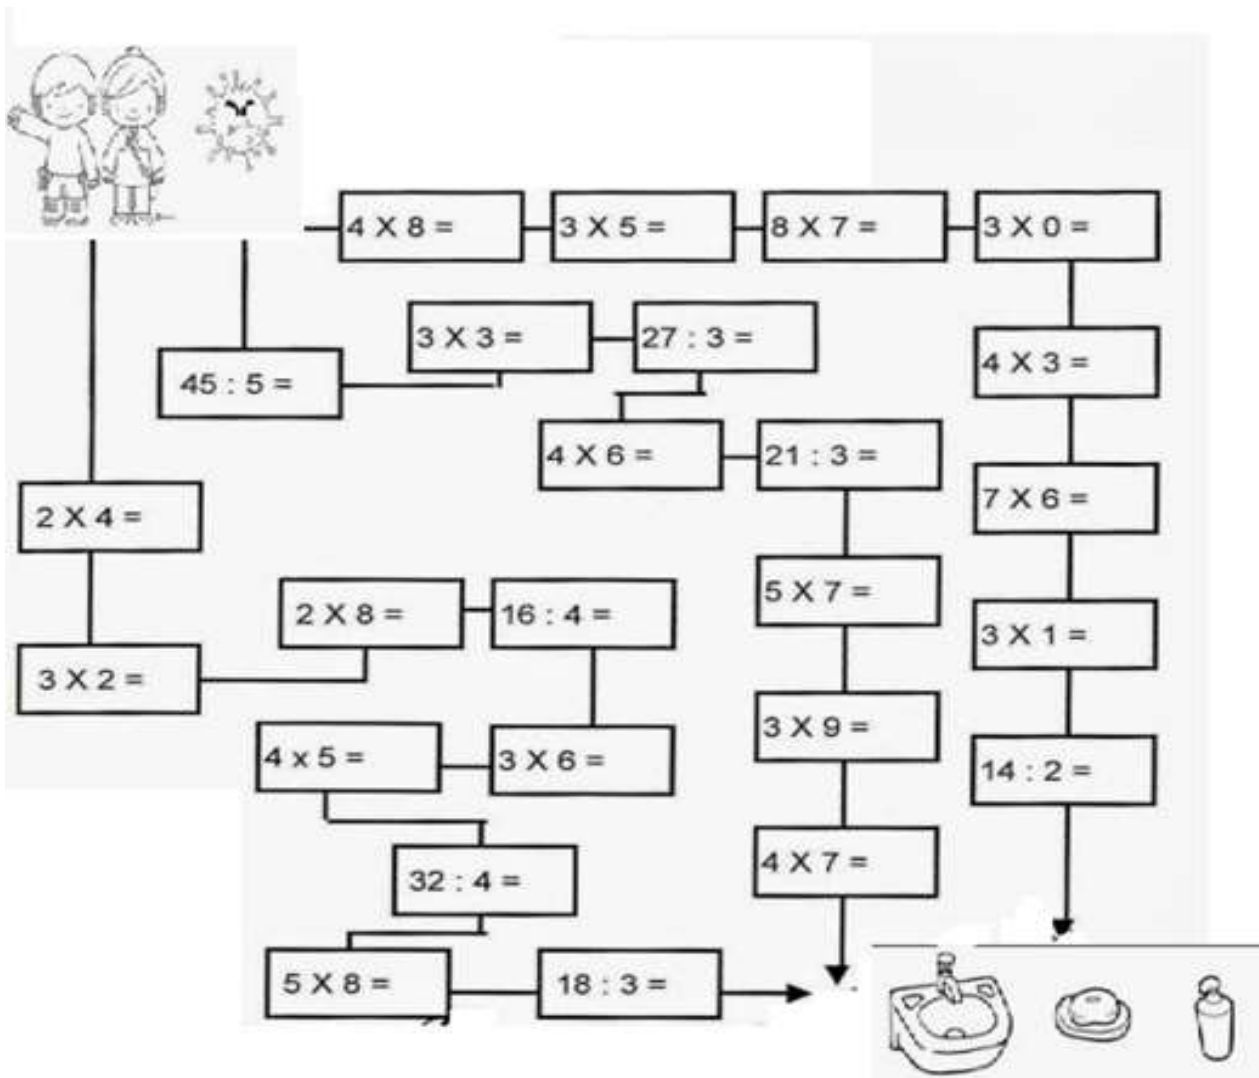 4 X 8 =
3 X 5 =
8 X 7 =
3 X 0 =
3 X 3 =
27 : 3 =
4 X 3 =
45 : 5 =
4 X 6 =
21 : 3 =
7 X 6 =
2 X 4 =
5 X 7 =
2 X 8 =
16 : 4 =
3 X 1 =
3 X 2 =
3 X 9 =
4 x 5 =
3 X 6 =
14 : 2 =
4 X 7 =
32 : 4 =
5 X 8 =
18 : 3 =